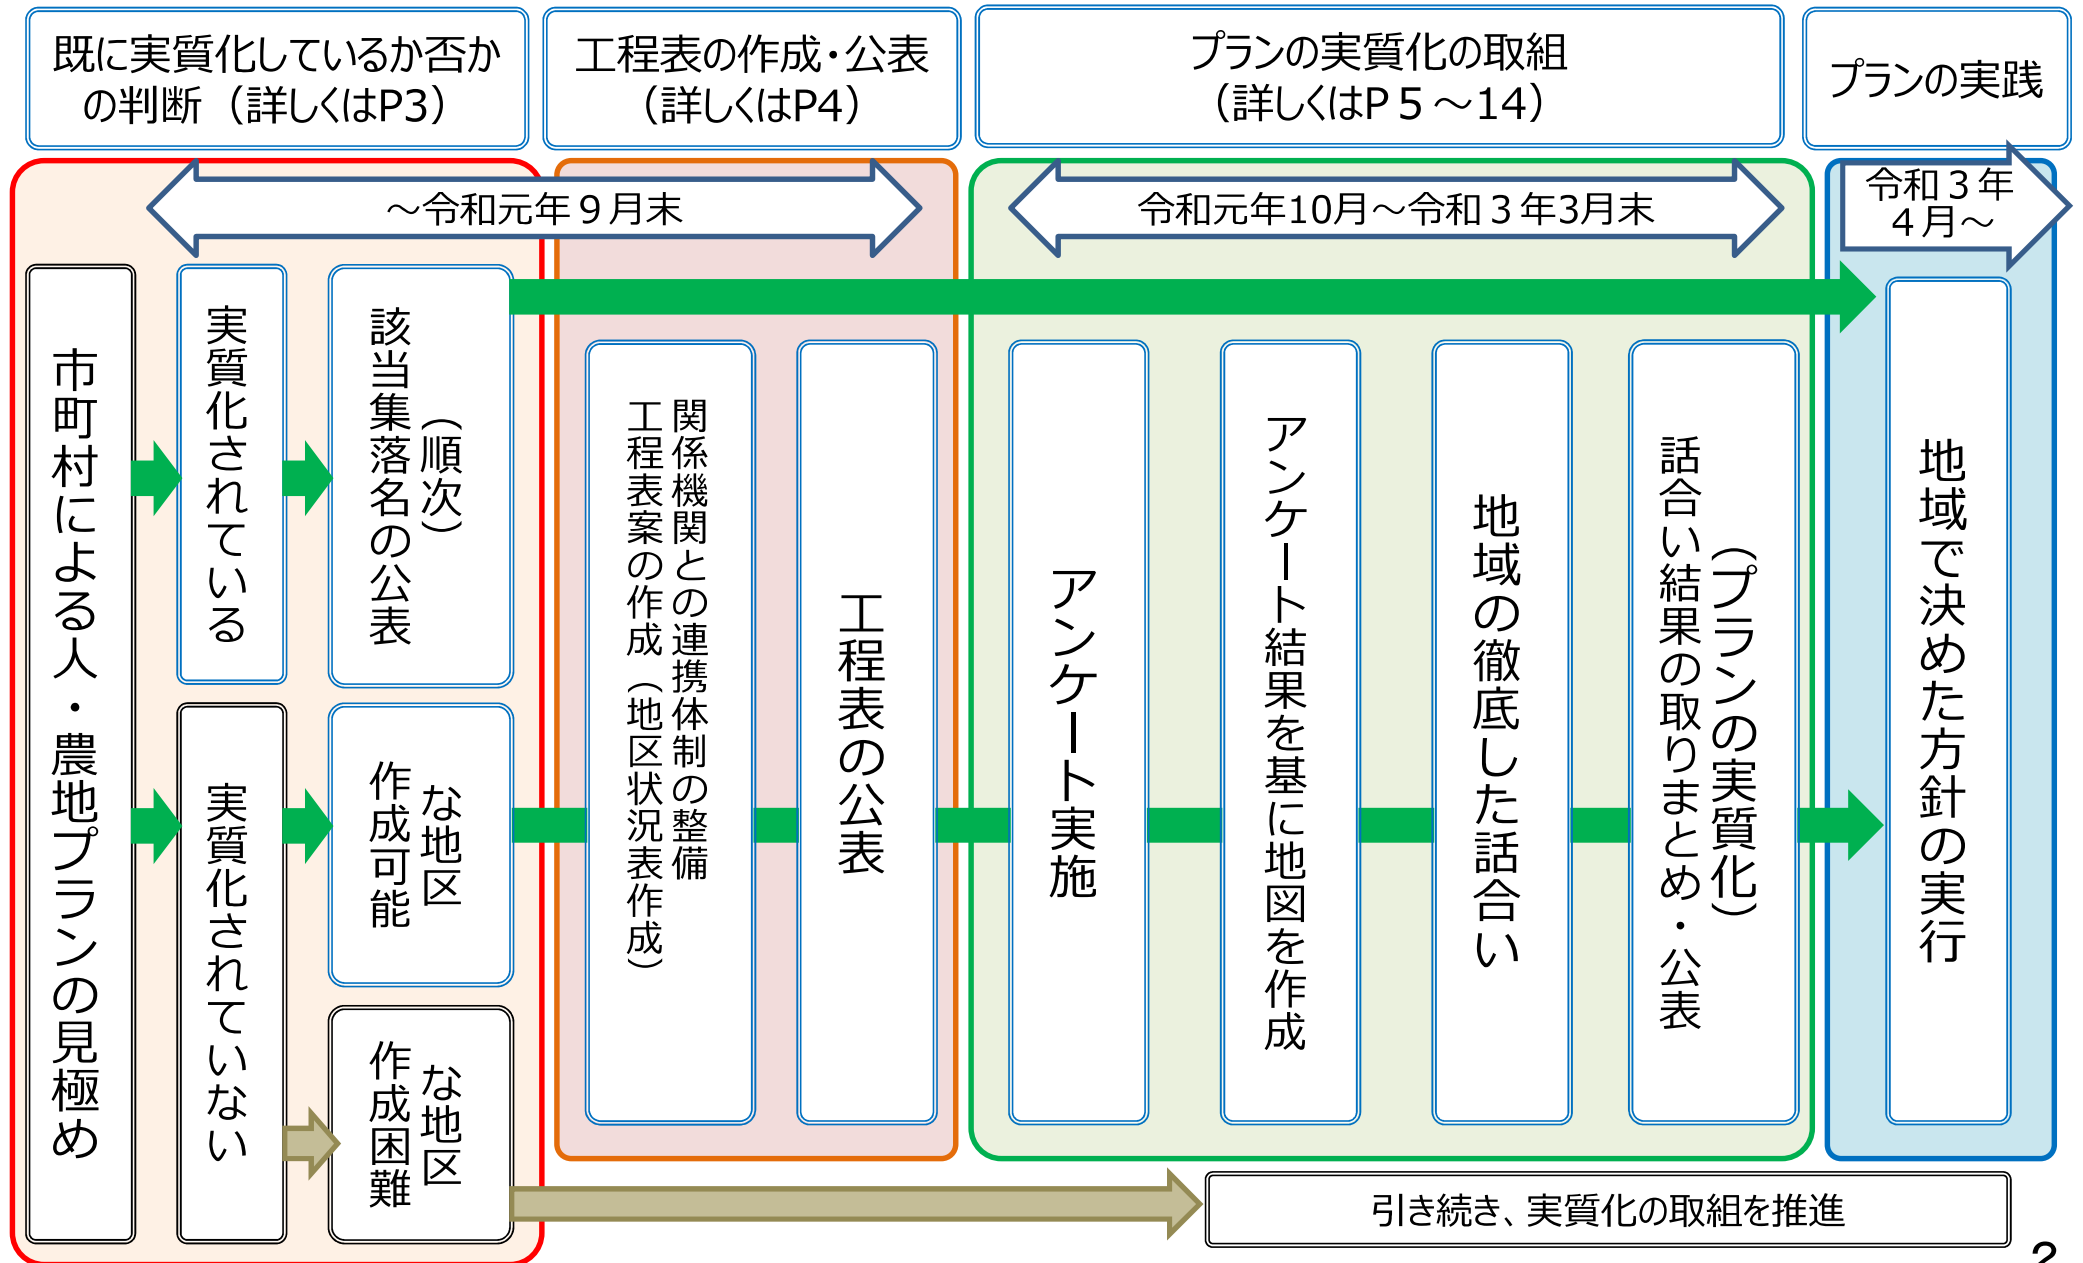 既に実質化しているか否か
の判断（詳しくはP3）
工程表の作成・公表
（詳しくはP4）
プランの実質化の取組
（詳しくはP５～14）
プランの実践
～令和元年９月末
令和元年10月～令和３年3月末
令和３年
４月～
市町村による人・農地プランの見極め
実質化されている
該当集落名の公表
（順次）
実質化されていない
作成可能
な地区
作成困難
な地区
関係機関との連携体制の整備
工程表案の作成（地区状況表作成）
工程表の公表
アンケート実施
アンケート結果を基に地図を作成
地域の徹底した話合い
話合い結果の取りまとめ・公表
（プランの実質化）
地域で決めた方針の実行
引き続き、実質化の取組を推進
2